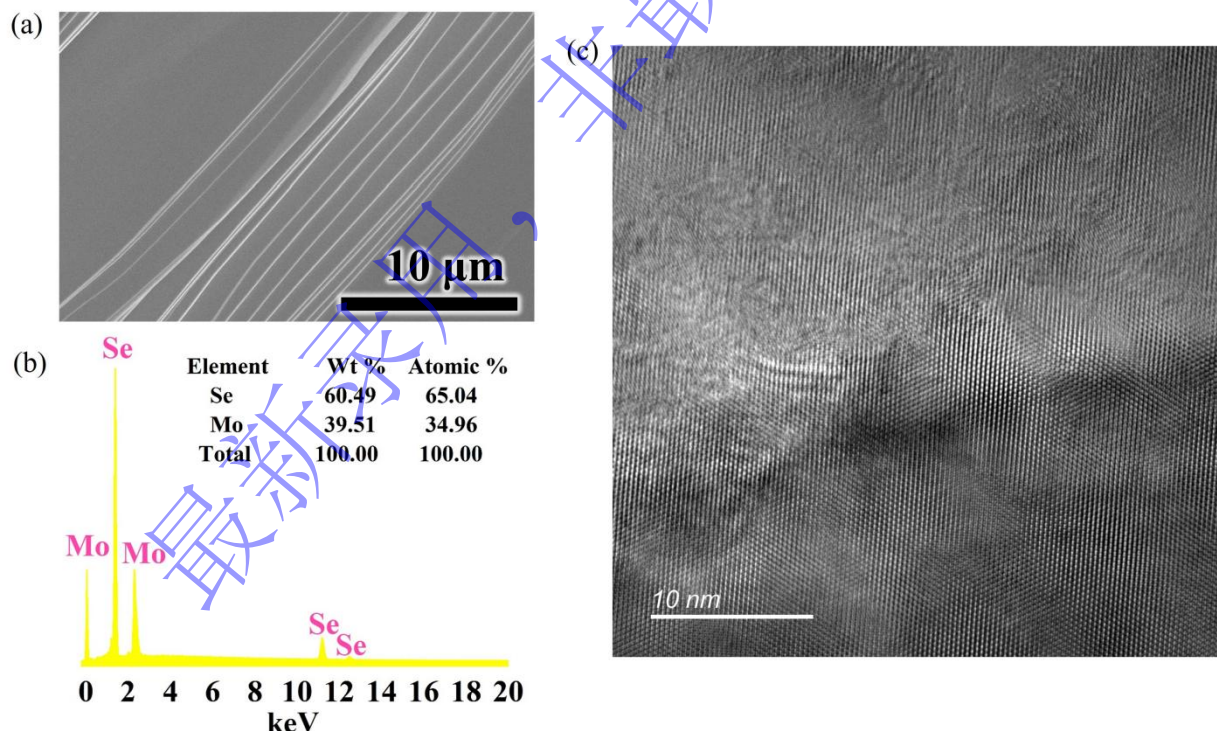 (a)
10 μm
(b)
Element Wt % Atomic %
Se 60.49 65.04
Mo 39.51 34.96
Total 100.00 100.00
Se
Mo
Mo
Se
Se
0 2 4 6 8 10 12 14 16 18 20
keV
(c)
10 nm
最新录用,非最